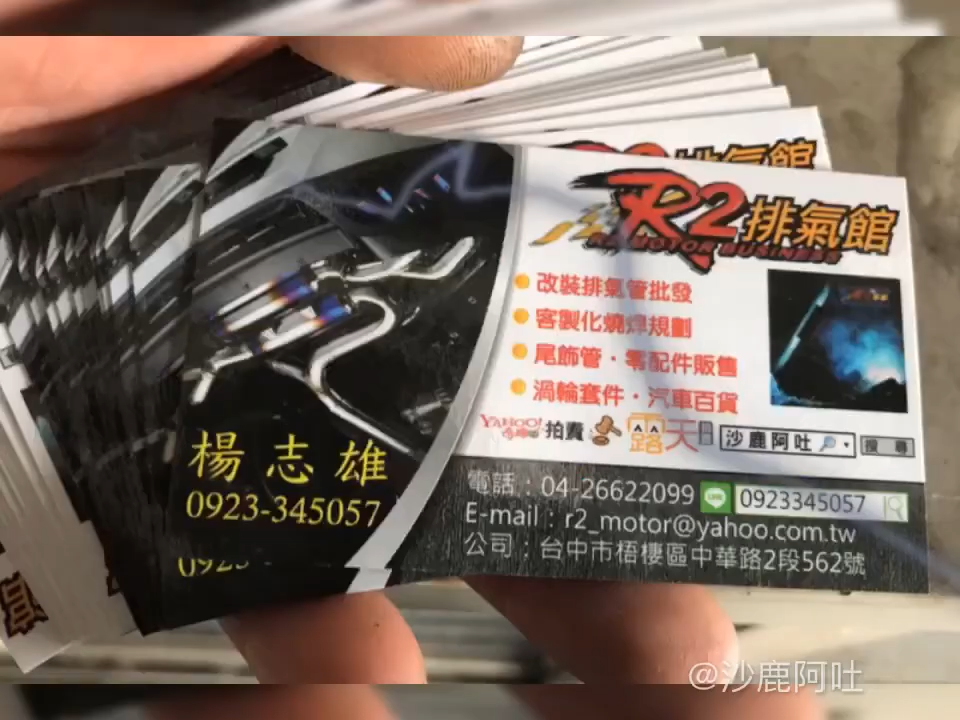 排氣館
R2排氣館
R2 MOTOR BUSINESS
改裝排氣管批發
客製化燒焊規劃
尾飾管・零配件販售
渦輪套件・汽車百貨
YAHOO!奇摩 拍賣 露天 沙鹿阿吐 搜尋
楊志雄
0923-345057
電話：04-26622099 LINE 0923345057
E-mail：r2_motor@yahoo.com.tw
公司：台中市梧棲區中華路2段562號
@沙鹿阿吐